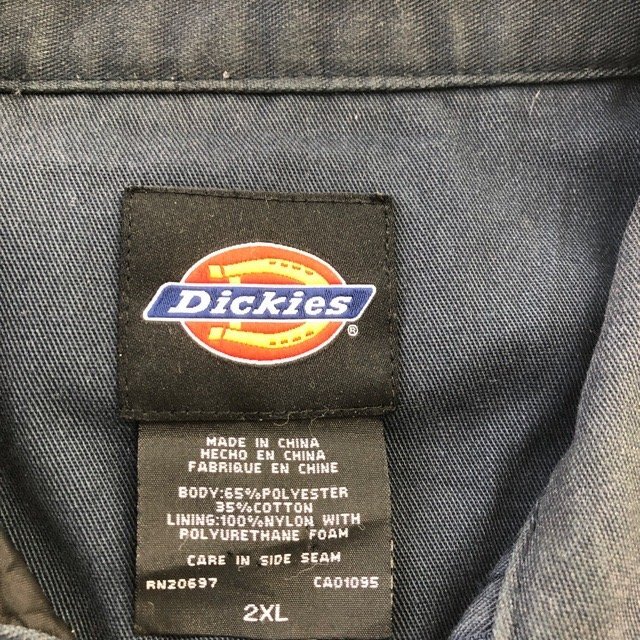 Dickies
®
MADE IN CHINA
HECHO EN CHINA
FABRIQUE EN CHINE
BODY:65%POLYESTER
35%COTTON
LINING:100%NYLON WITH
POLYURETHANE FOAM
CARE IN SIDE SEAM
RN20697 CA01095
2XL